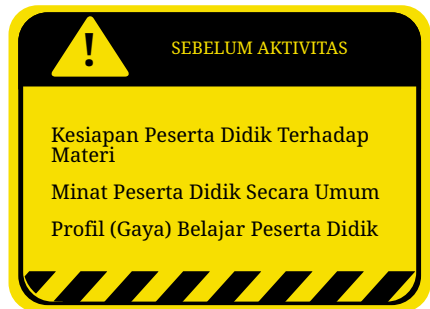 !
SEBELUM AKTIVITAS
Kesiapan Peserta Didik Terhadap
Materi
Minat Peserta Didik Secara Umum
Profil (Gaya) Belajar Peserta Didik